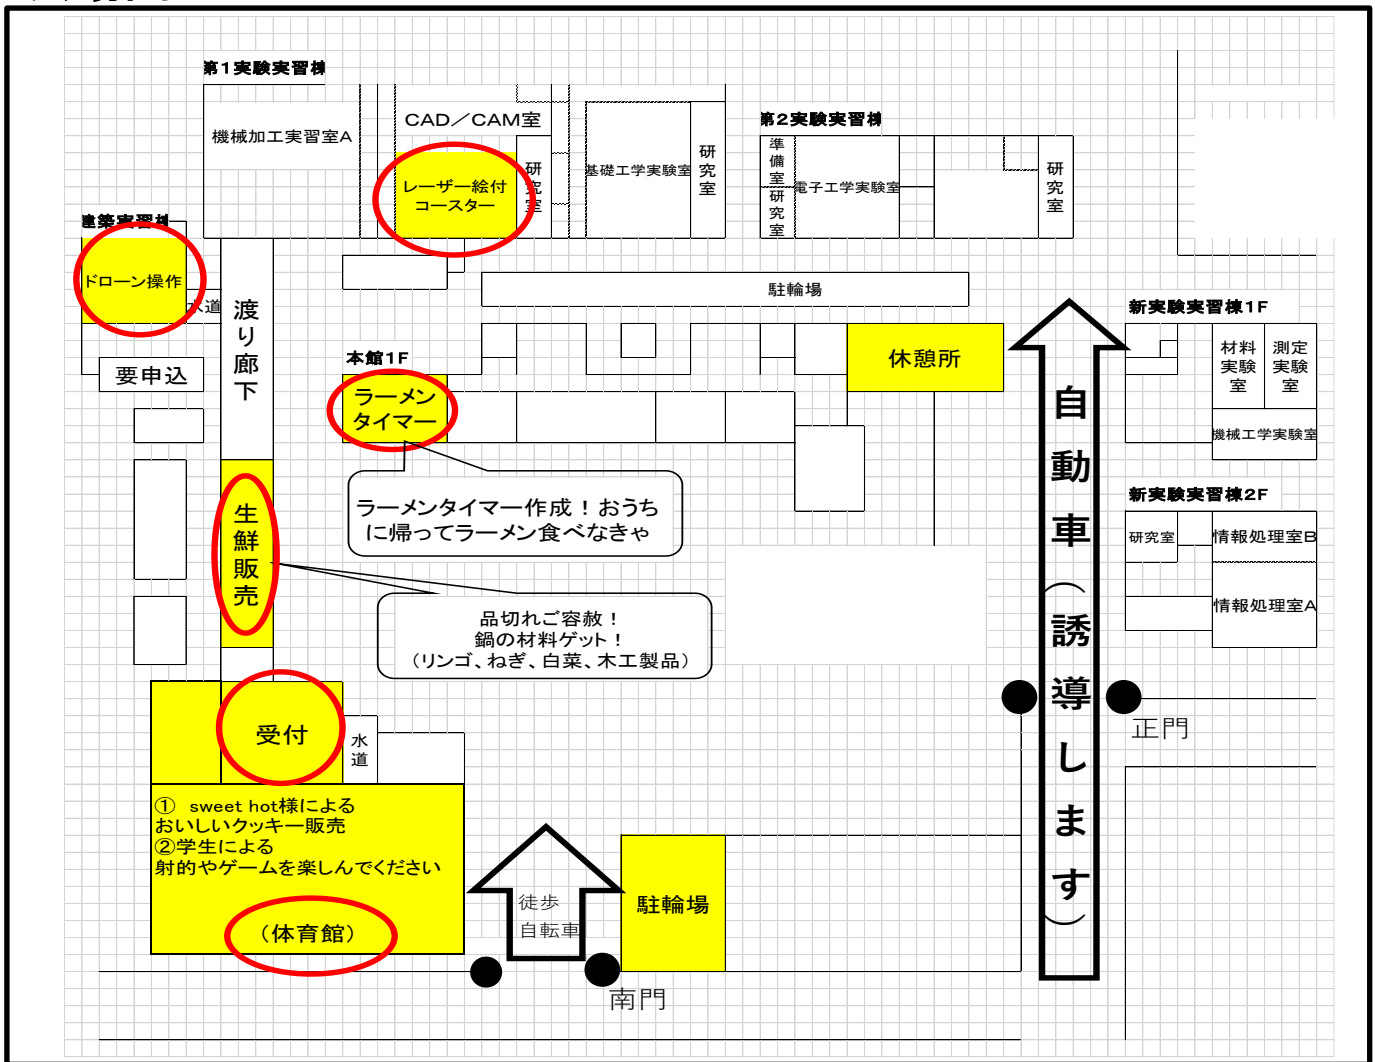 第1実験実習棟
機械加工実習室A
CAD／CAM室
レーザー絵付
コースター
研究室
基礎工学実験室
研究室
第2実験実習棟
準備室
研究室
電子工学実験室
研究室
建築実習棟
ドローン操作
水道
要申込
渡り廊下
駐輪場
本館1F
ラーメン
タイマー
休憩所
新実験実習棟1F
材料実験室
測定実験室
機械工学実験室
自動車（誘導します）
ラーメンタイマー作成！おうち
に帰ってラーメン食べなきゃ
新実験実習棟2F
研究室
情報処理室B
情報処理室A
生鮮販売
品切れご容赦！
鍋の材料ゲット！
（リンゴ、ねぎ、白菜、木工製品）
受付
水道
正門
① sweet hot様による
おいしいクッキー販売
②学生による
射的やゲームを楽しんでください
（体育館）
徒歩
自転車
駐輪場
南門